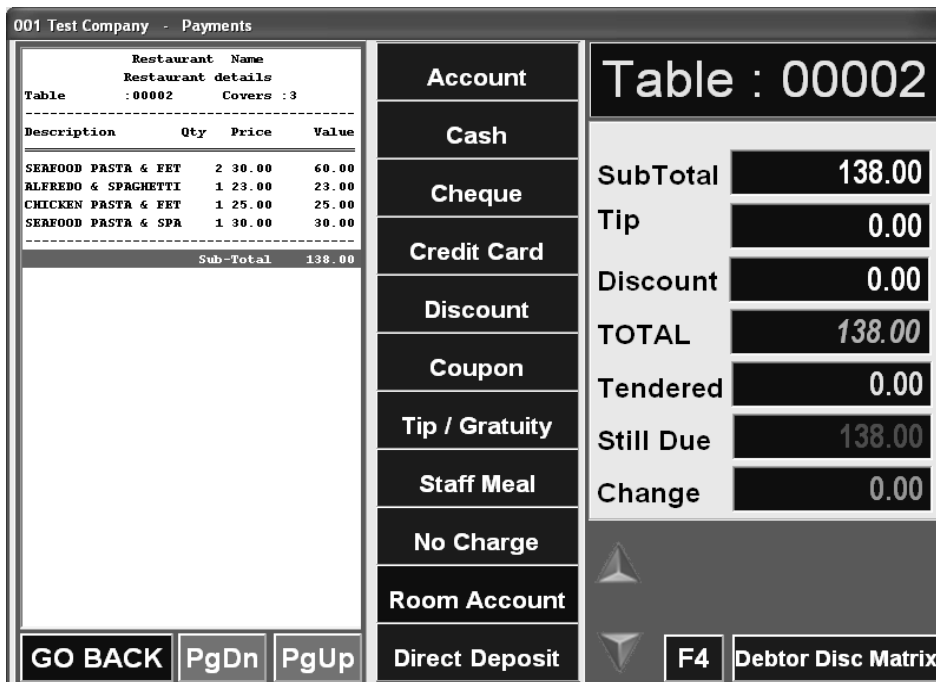 001 Test Company - Payments
Restaurant Name
Restaurant details
Table :00002 Covers :3
Description Qty Price Value
SEAFOOD PASTA & FET 2 30.00 60.00
ALFREDO & SPAGHETTI 1 23.00 23.00
CHICKEN PASTA & FET 1 25.00 25.00
SEAFOOD PASTA & SPA 1 30.00 30.00
Sub-Total 138.00
GO BACK PgDn PgUp
Account
Cash
Cheque
Credit Card
Discount
Coupon
Tip / Gratuity
Staff Meal
No Charge
Room Account
Direct Deposit
Table : 00002
SubTotal 138.00
Tip 0.00
Discount 0.00
TOTAL 138.00
Tendered 0.00
Still Due 138.00
Change 0.00
F4 Debtor Disc Matrix